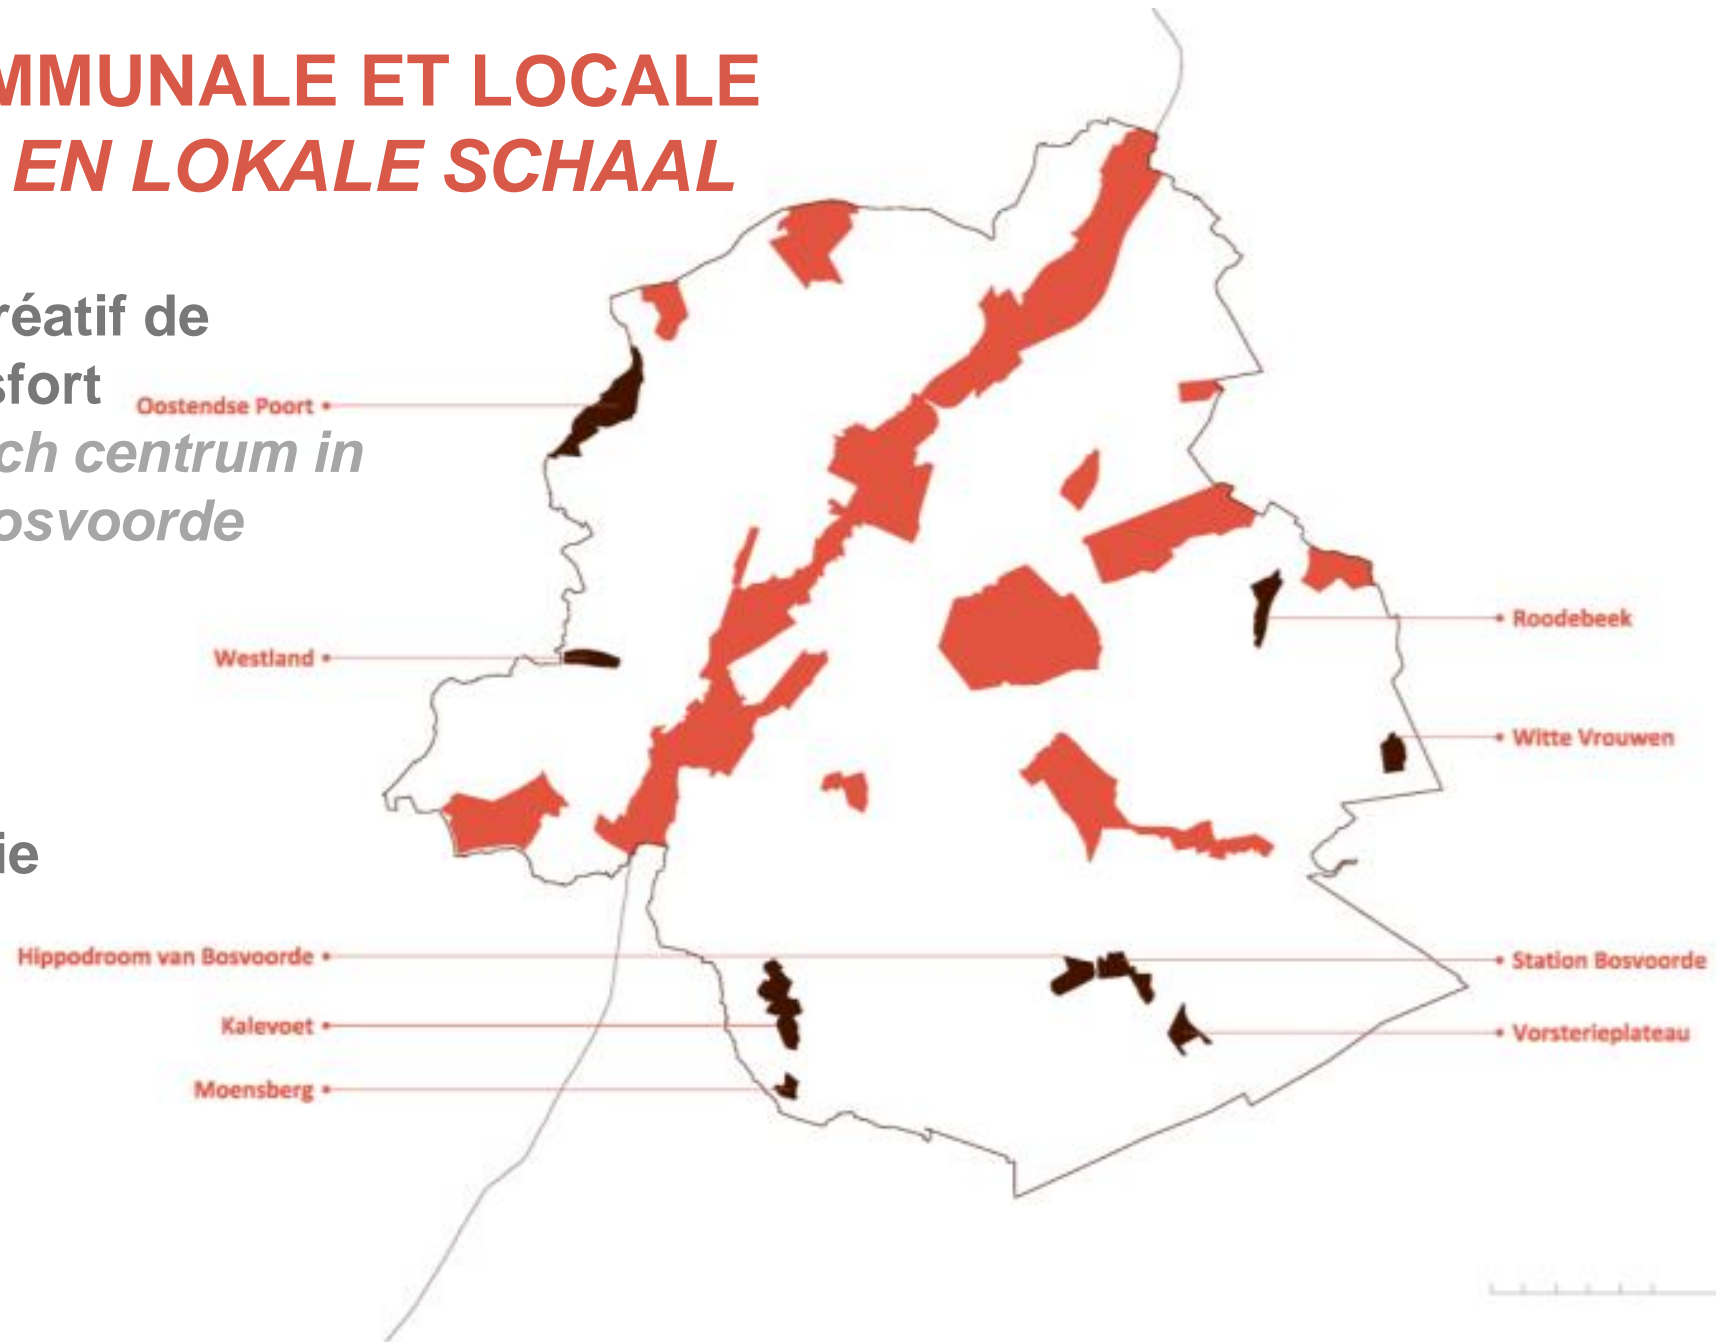 MMUNALE ET LOCALE
EN LOKALE SCHAAL
réatif de
sfort
ch centrum in
osvoorde
ie
Oostendse Poort
Westland
Hippodroom van Bosvoorde
Kalevoet
Moensberg
Roodebeek
Witte Vrouwen
Station Bosvoorde
Vorsterieplateau